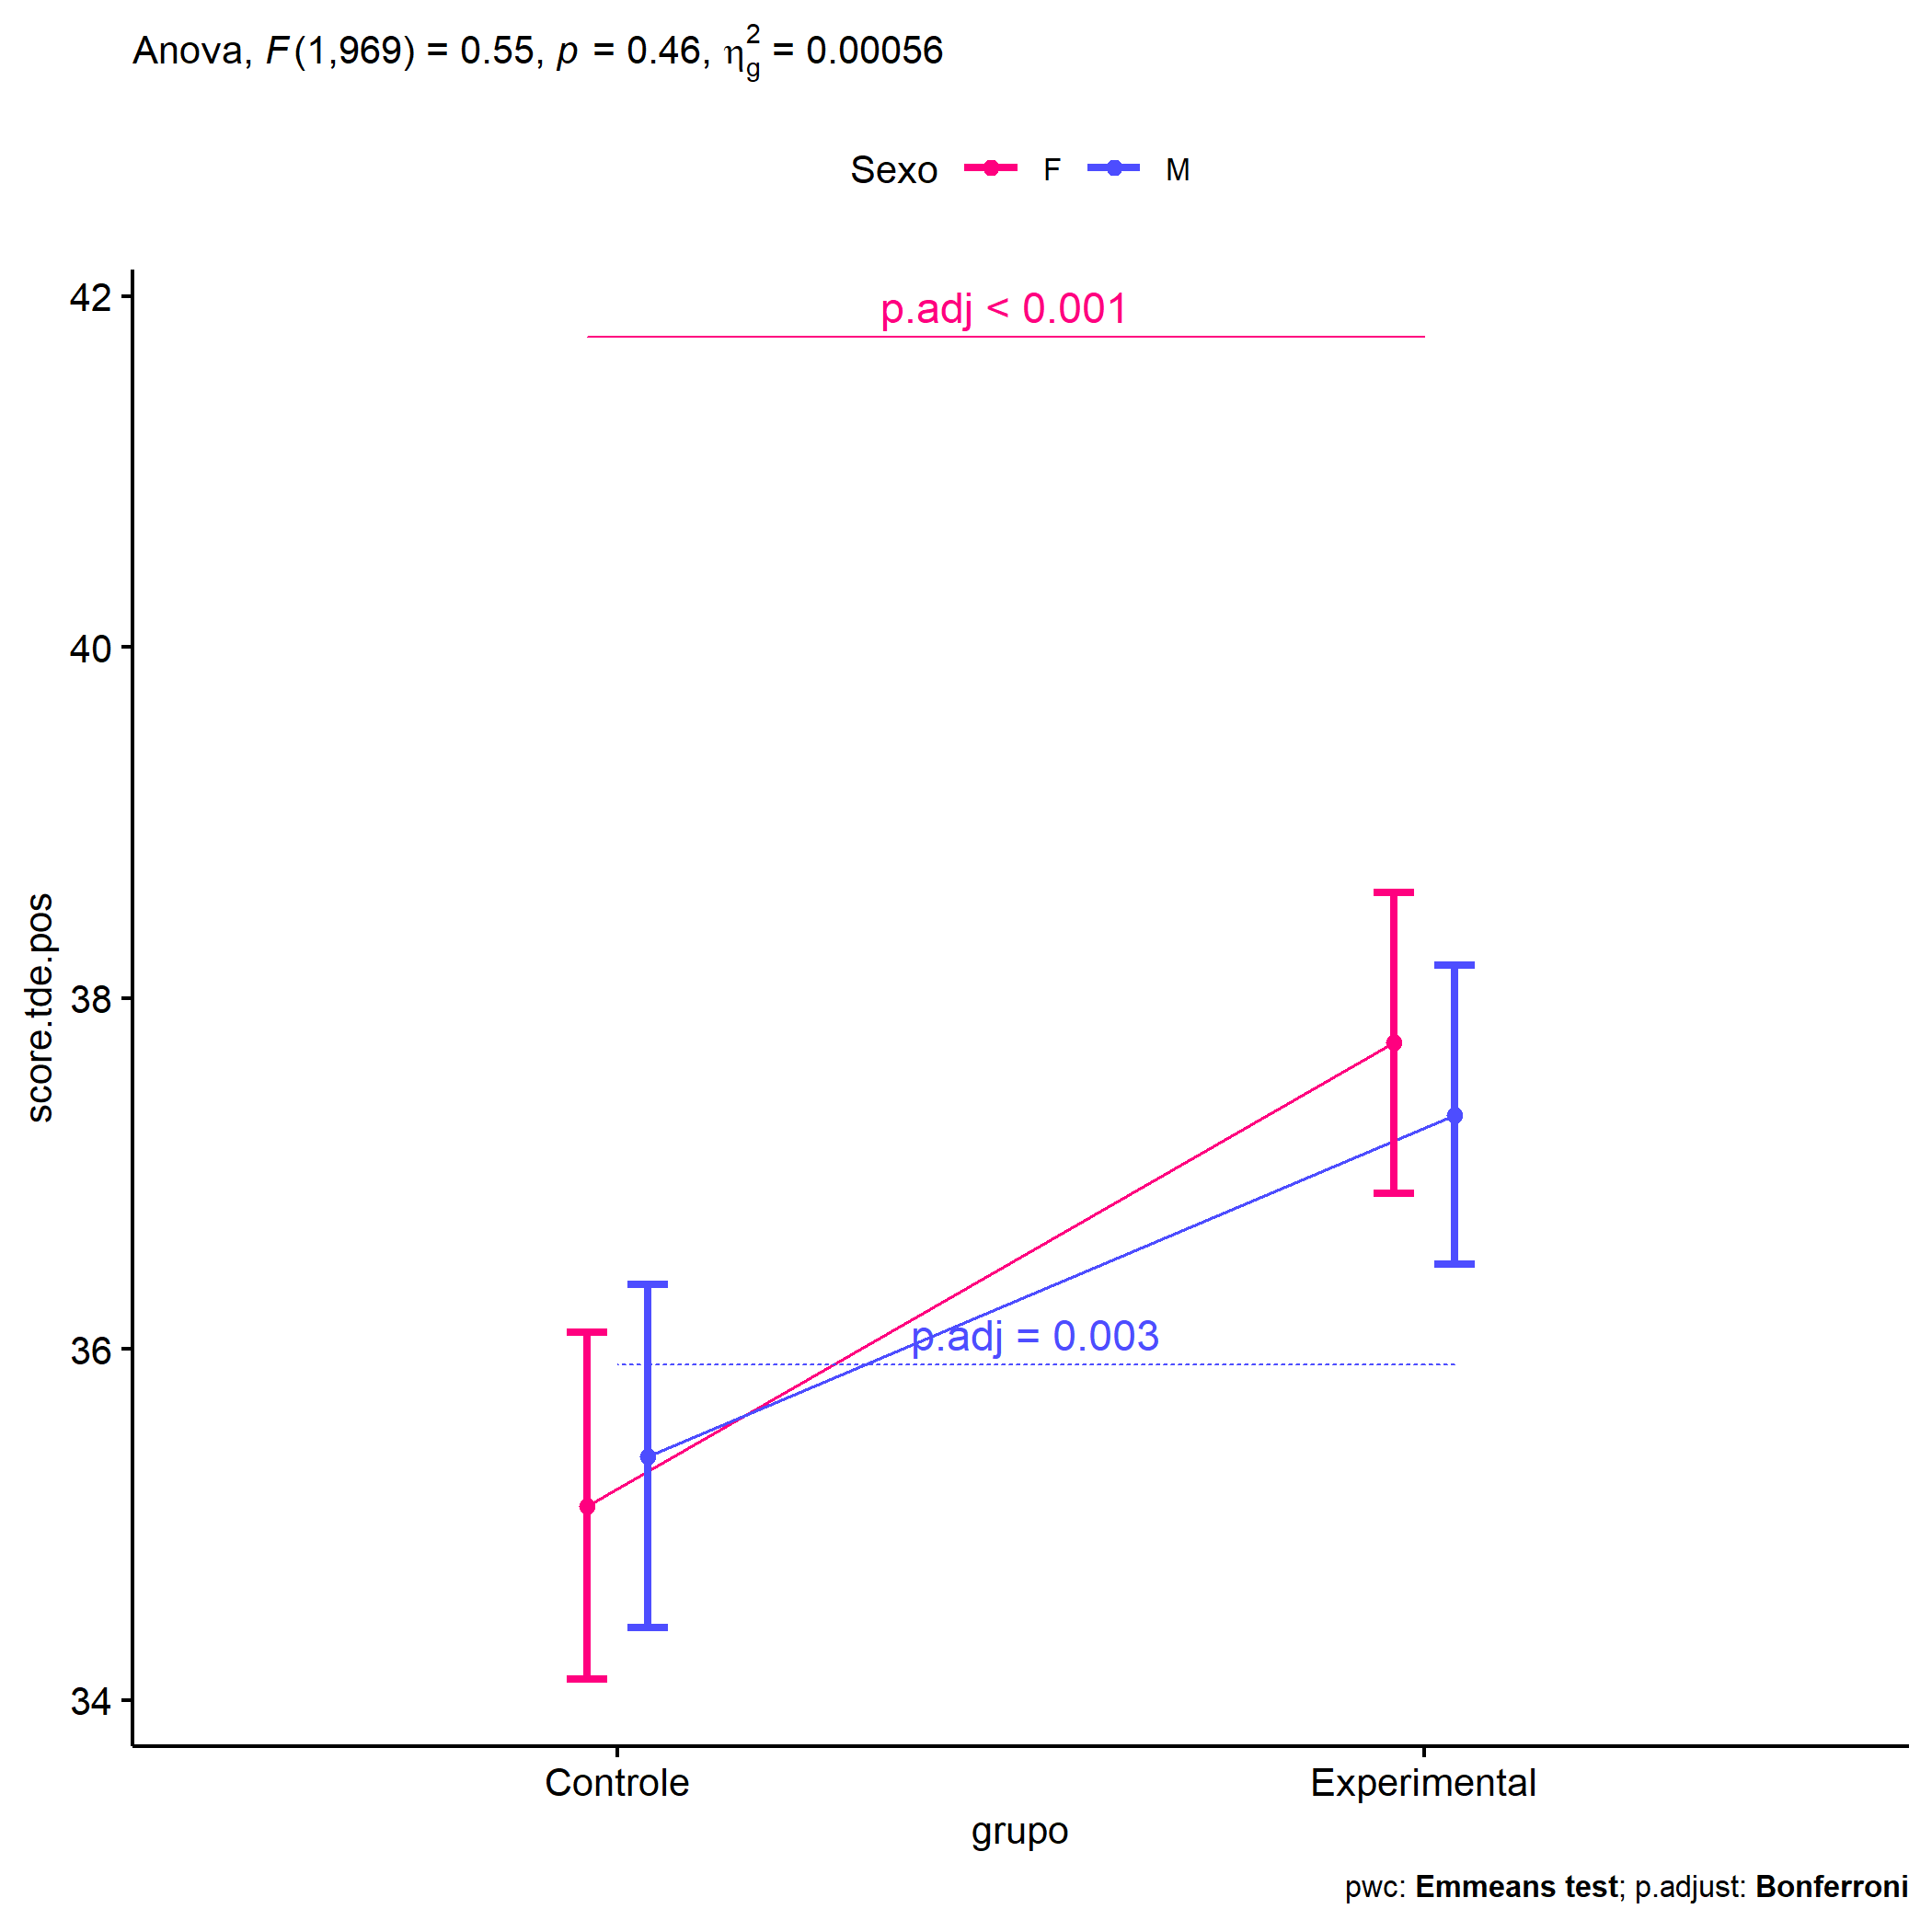 Anova, F(1,969) = 0.55, p = 0.46, η²g = 0.00056
Sexo F M
p.adj < 0.001
42
40
38
36
34
score.tde.pos
p.adj = 0.003
Controle Experimental
grupo
pwc: Emmeans test; p.adjust: Bonferroni